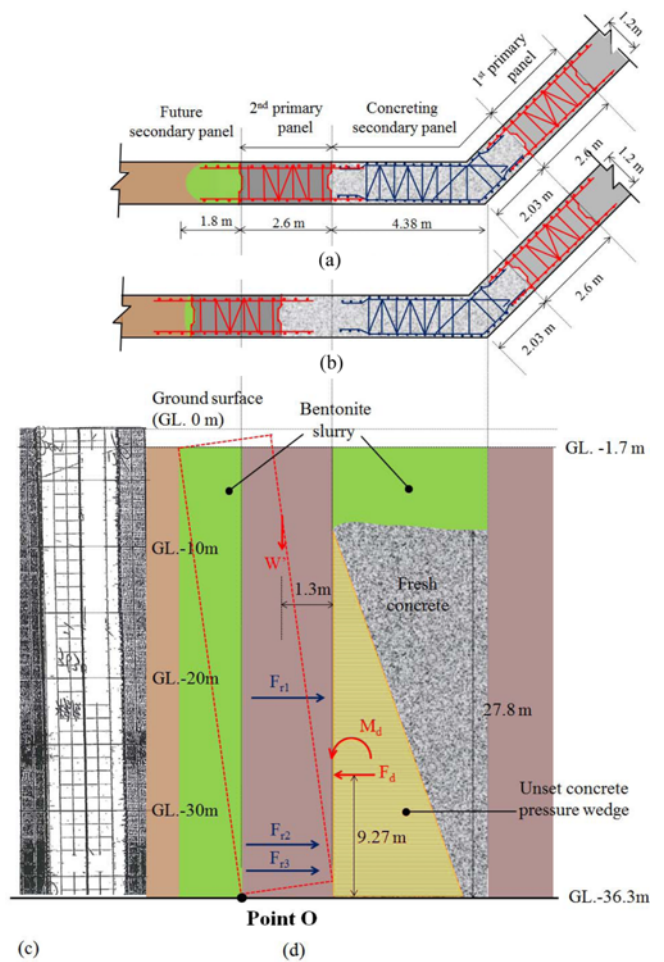 1.2m
1st primary
panel
Future
secondary panel
2nd primary
panel
Concreting
secondary panel
2.6 m
1.2 m
2.03 m
1.8 m
2.6 m
4.38 m
(a)
2.6 m
2.03 m
(b)
Ground surface
(GL. 0 m)
Bentonite
slurry
GL. -1.7 m
GL.-10m
W'
Fresh
concrete
1.3m
GL.-20m
Fr1
27.8 m
Md
Fd
Unset concrete
pressure wedge
GL.-30m
9.27 m
Fr2
Fr3
GL.-36.3m
Point O
(c)
(d)